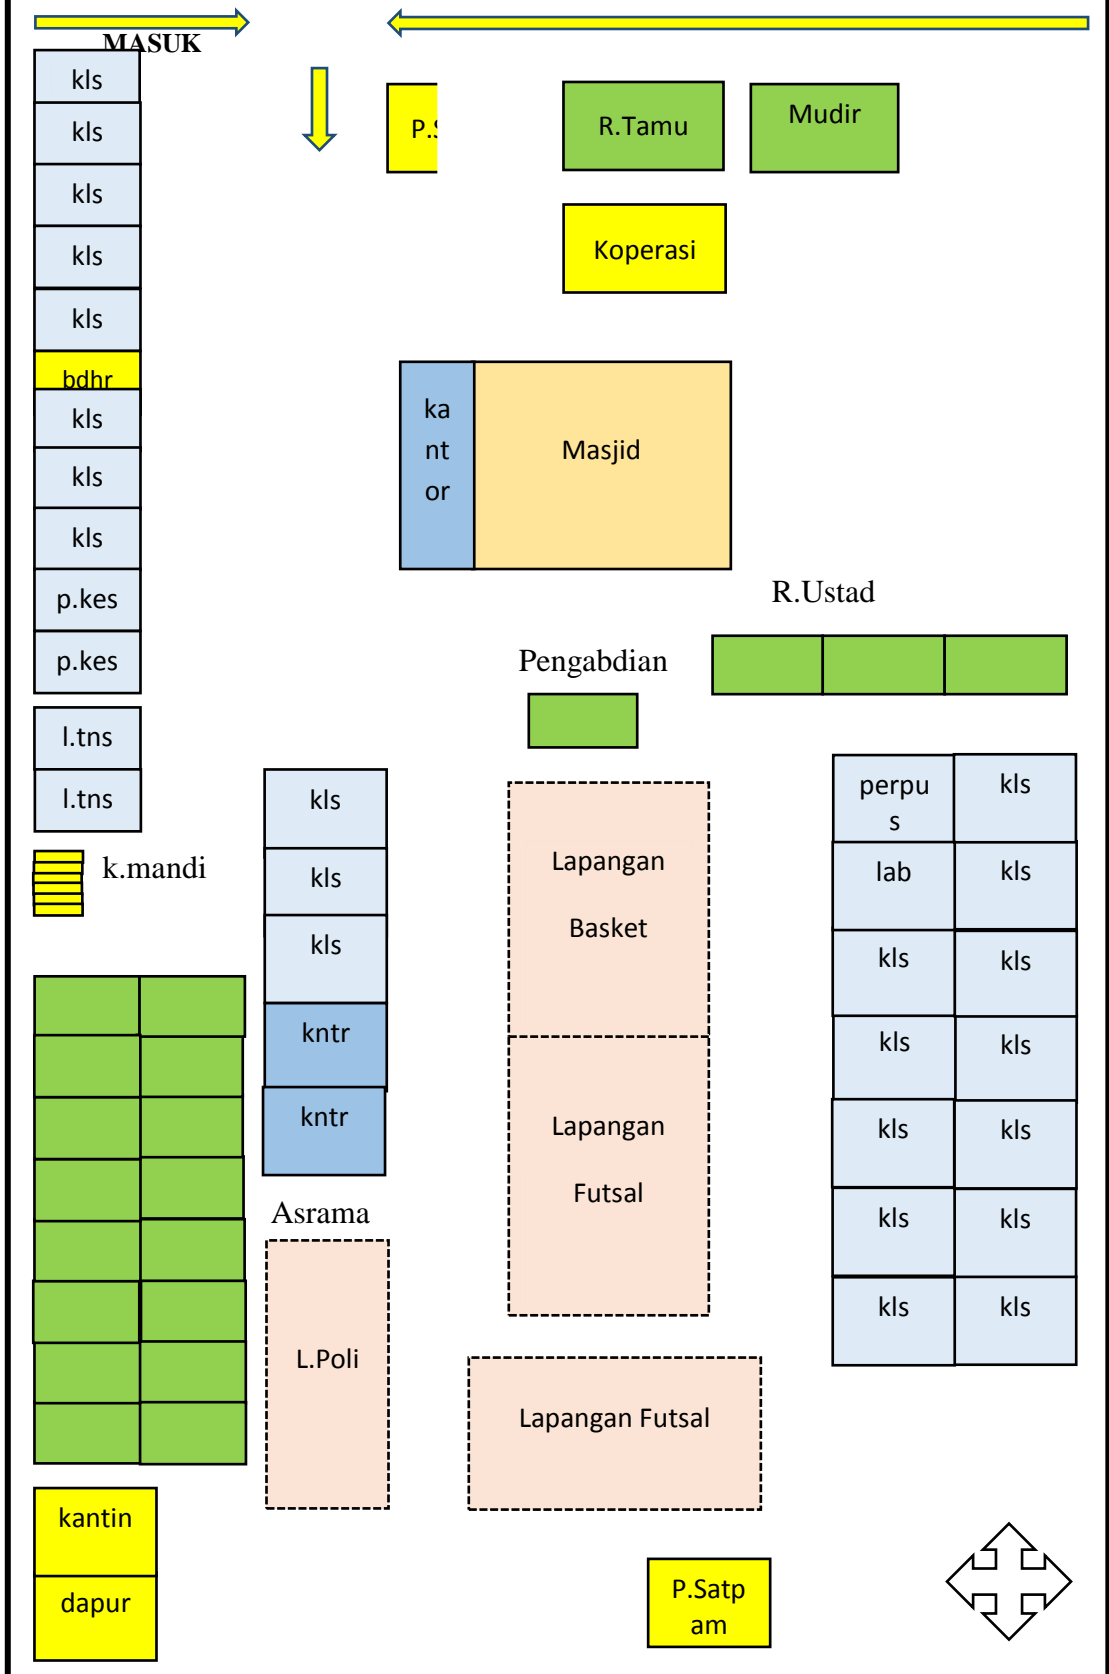 MASUK
kls
kls
kls
kls
kls
bdhr
kls
kls
kls
p.kes
p.kes
l.tns
l.tns
k.mandi
R.Tamu
Mudir
Koperasi
ka
nt
or
Masjid
R.Ustad
Pengabdian
kls
kls
kls
kntr
kntr
Asrama
L.Poli
Lapangan
Basket
Lapangan
Futsal
Lapangan Futsal
perpu
s
kls
lab
kls
kls
kls
kls
kls
kls
kls
kls
kls
kls
kls
kantin
dapur
P.Satp
am